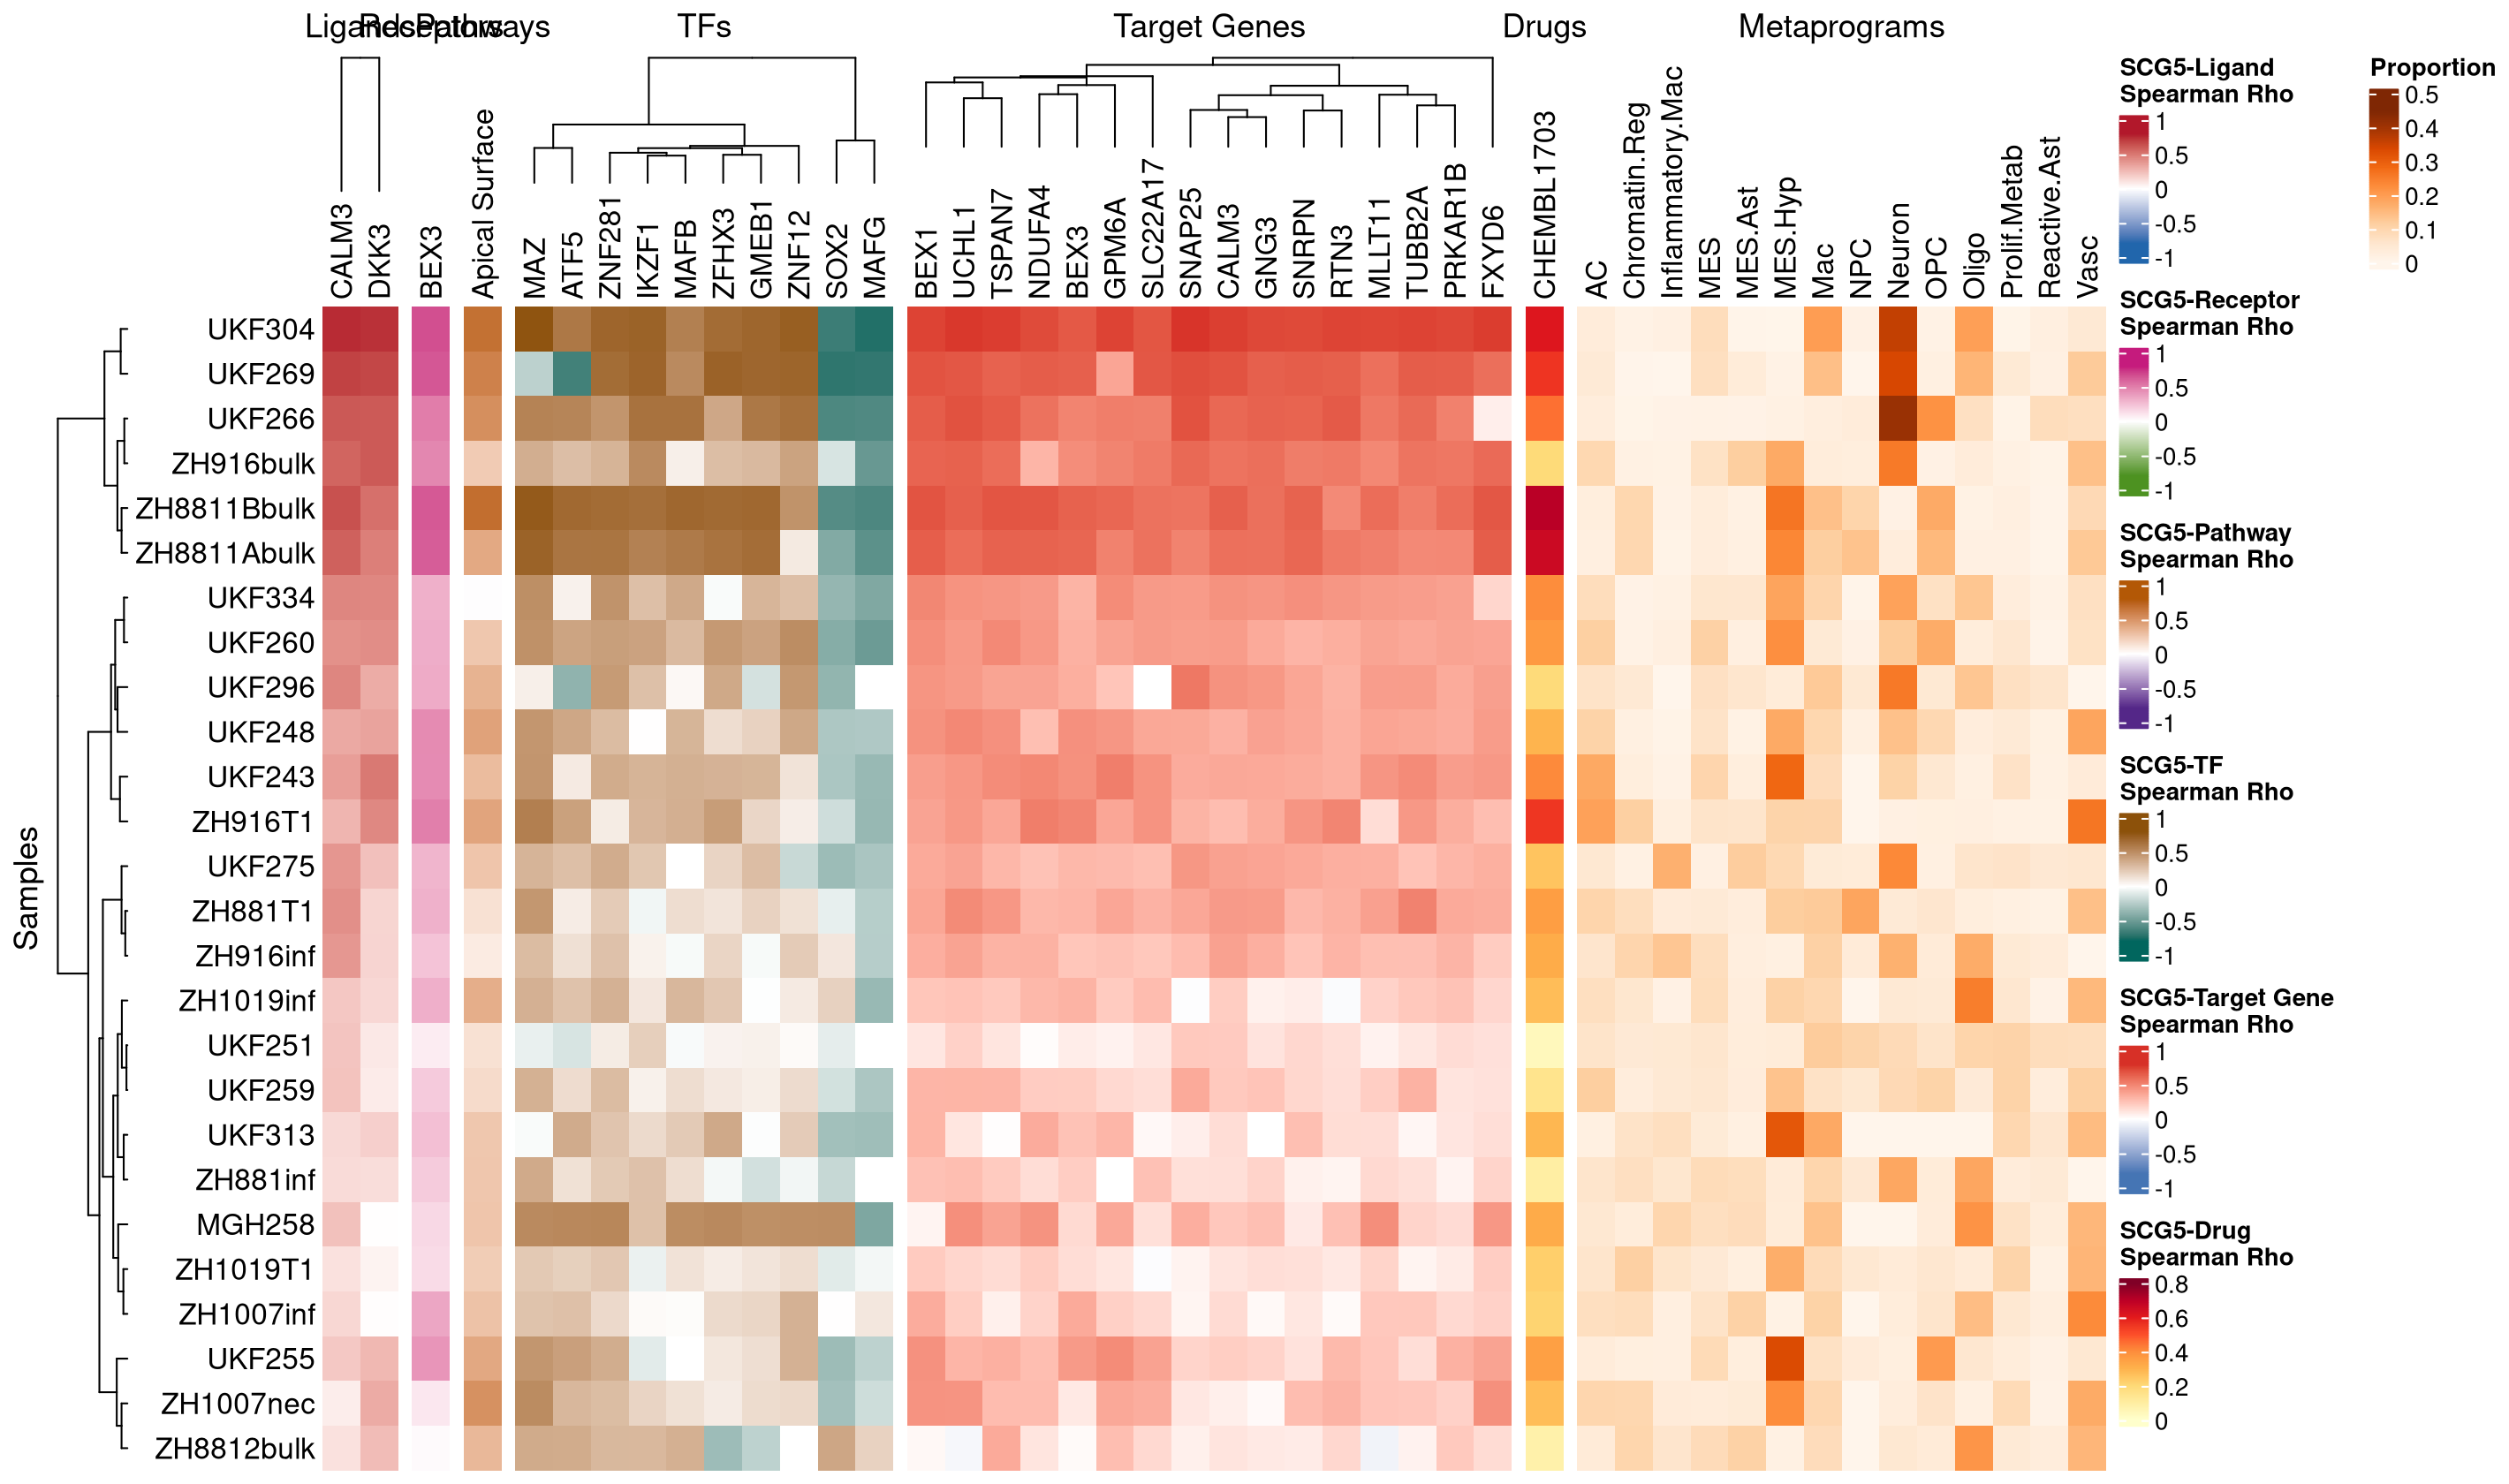 Ligands Receptors Pathways TFs Target Genes Drugs Metaprograms
CALM3
DKK3
BEX3
Apical Surface
MAZ
ATF5
ZNF281
IKZF1
MAFB
ZFHX3
GMEB1
ZNF12
SOX2
MAFG
BEX1
UCHL1
TSPAN7
NDUFA4
BEX3
GPM6A
SLC22A17
SNAP25
CALM3
GNG3
SNRPN
RTN3
MLLT11
TUBB2A
PRKAR1B
FXYD6
CHEMBL1703
AC
Chromatin.Reg
Inflammatory.Mac
MES
MES.Ast
MES.Hyp
Mac
NPC
Neuron
OPC
Oligo
Prolif.Metab
Reactive.Ast
Vasc
Samples
UKF304
UKF269
UKF266
ZH916bulk
ZH8811Bbulk
ZH8811Abulk
UKF334
UKF260
UKF296
UKF248
UKF243
ZH916T1
UKF275
ZH881T1
ZH916inf
ZH1019inf
UKF251
UKF259
UKF313
ZH881inf
MGH258
ZH1019T1
ZH1007inf
UKF255
ZH1007nec
ZH8812bulk
SCG5-Ligand
Spearman Rho
1
0.5
0
-0.5
-1
SCG5-Receptor
Spearman Rho
1
0.5
0
-0.5
-1
SCG5-Pathway
Spearman Rho
1
0.5
0
-0.5
-1
SCG5-TF
Spearman Rho
1
0.5
0
-0.5
-1
SCG5-Target Gene
Spearman Rho
1
0.5
0
-0.5
-1
SCG5-Drug
Spearman Rho
0.8
0.6
0.4
0.2
0
Proportion
0.5
0.4
0.3
0.2
0.1
0